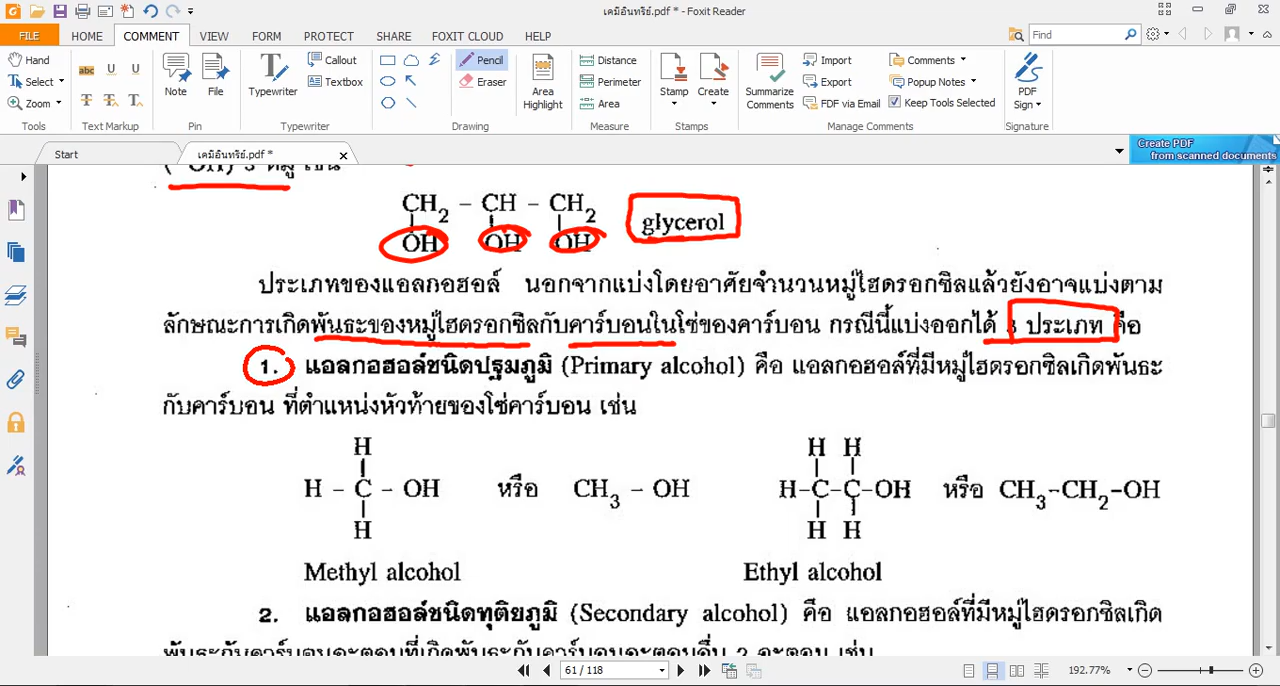 เคมีอินทรีย์.pdf * - Foxit Reader
FILE HOME COMMENT VIEW FORM PROTECT SHARE FOXIT CLOUD HELP Find
Hand Select Zoom Tools
abc U U T T T Text Markup
Note File Pin
Typewriter Callout Textbox Typewriter
Pencil Eraser Drawing
Area Highlight
Distance Perimeter Area Measure
Stamp Create Stamps
Summarize Comments Import Export FDF via Email Comments Popup Notes Keep Tools Selected Manage Comments
PDF Sign Signature
Start เคมีอินทรีย์.pdf * Create PDF from scanned documents
CH2 – CH – CH2
OH OH OH glycerol
ประเภทของแอลกอฮอล์ นอกจากแบ่งโดยอาศัยจำนวนหมู่ไฮดรอกซิลแล้วยังอาจแบ่งตาม
ลักษณะการเกิดพันธะของหมู่ไฮดรอกซิลกับคาร์บอนในโซ่ของคาร์บอน กรณีนี้แบ่งออกได้ 3 ประเภท คือ
1. แอลกอฮอล์ชนิดปฐมภูมิ (Primary alcohol) คือ แอลกอฮอล์ที่มีหมู่ไฮดรอกซิลเกิดพันธะ
กับคาร์บอน ที่ตำแหน่งหัวท้ายของโซ่คาร์บอน เช่น
H H H
H – C – OH หรือ CH3 – OH H-C-C-OH หรือ CH3-CH2-OH
H H H
Methyl alcohol Ethyl alcohol
2. แอลกอฮอล์ชนิดทุติยภูมิ (Secondary alcohol) คือ แอลกอฮอล์ที่มีหมู่ไฮดรอกซิลเกิด
61 / 118 192.77%